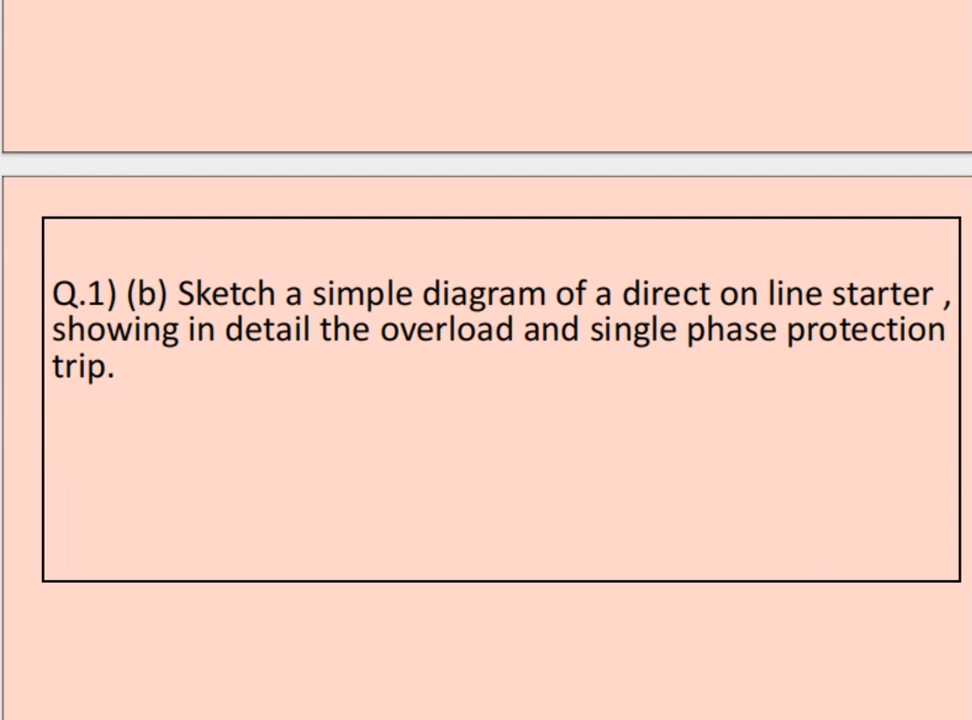 Q.1) (b) Sketch a simple diagram of a direct on line starter ,
showing in detail the overload and single phase protection
trip.